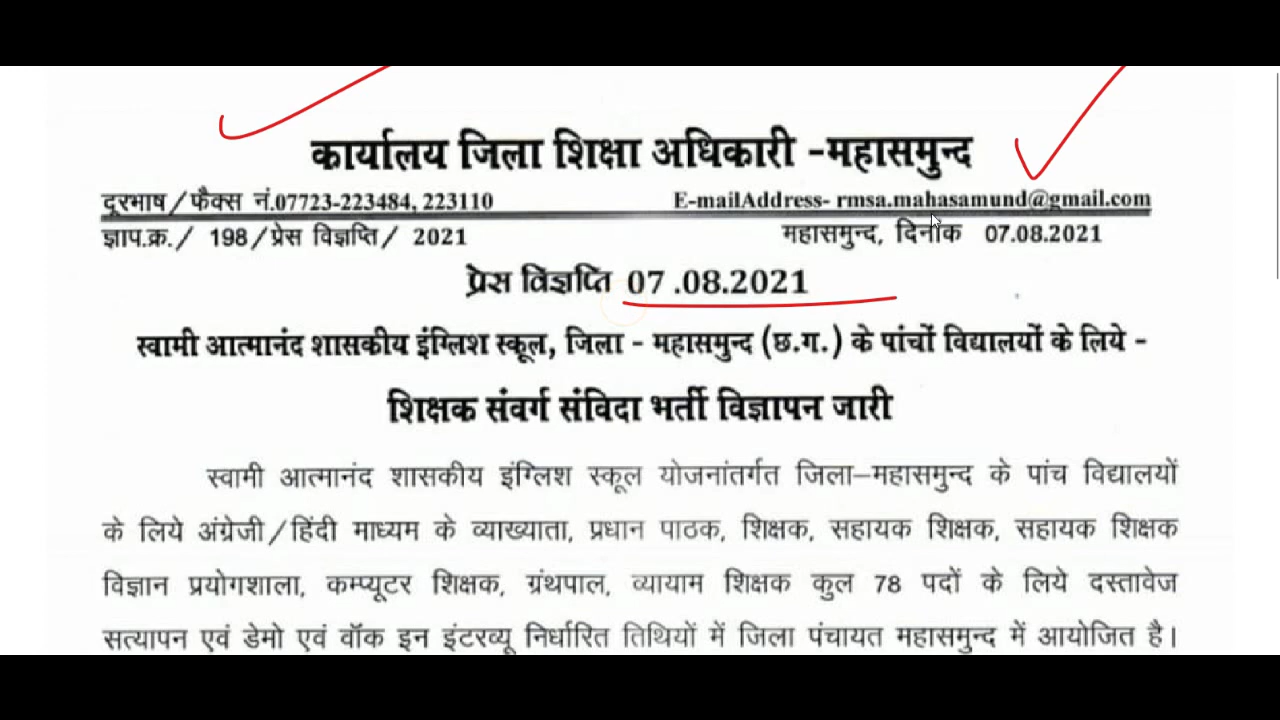 कार्यालय जिला शिक्षा अधिकारी -महासमुन्द
दूरभाष/फैक्स नं.07723-223484, 223110 E-mailAddress- rmsa.mahasamund@gmail.com
ज्ञाप.क्र./ 198/प्रेस विज्ञप्ति/ 2021 महासमुन्द, दिनांक 07.08.2021
प्रेस विज्ञप्ति 07 .08.2021
स्वामी आत्मानंद शासकीय इंग्लिश स्कूल, जिला - महासमुन्द (छ.ग.) के पांचों विद्यालयों के लिये -
शिक्षक संवर्ग संविदा भर्ती विज्ञापन जारी
स्वामी आत्मानंद शासकीय इंग्लिश स्कूल योजनांतर्गत जिला–महासमुन्द के पांच विद्यालयों
के लिये अंग्रेजी/हिंदी माध्यम के व्याख्याता, प्रधान पाठक, शिक्षक, सहायक शिक्षक, सहायक शिक्षक
विज्ञान प्रयोगशाला, कम्प्यूटर शिक्षक, ग्रंथपाल, व्यायाम शिक्षक कुल 78 पदों के लिये दस्तावेज
सत्यापन एवं डेमो एवं वॉक इन इंटरव्यू निर्धारित तिथियों में जिला पंचायत महासमुन्द में आयोजित है।